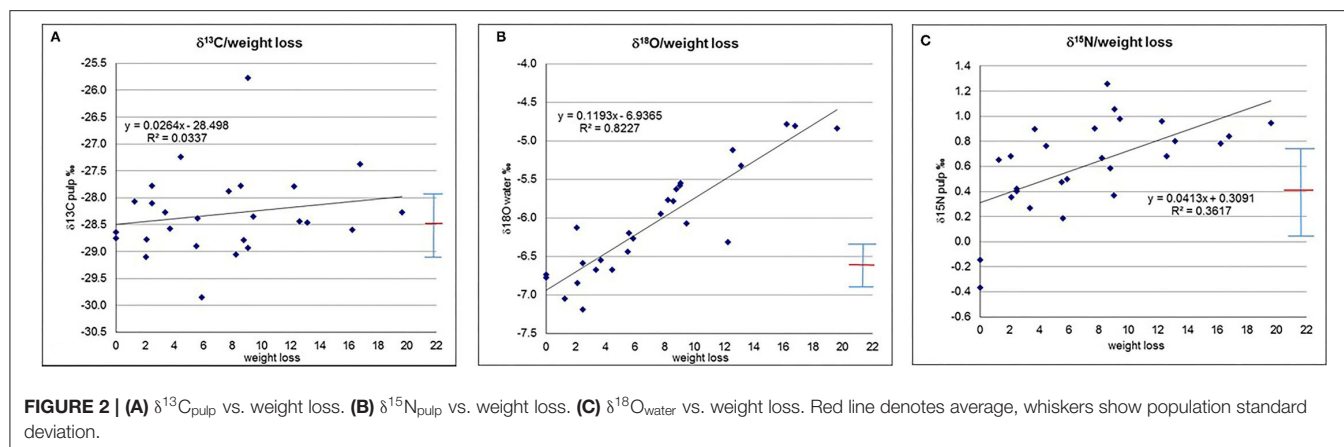 A
δ¹³C/weight loss
-25.5
-26.0
-26.5
-27.0
-27.5
-28.0
-28.5
-29.0
-29.5
-30.0
-30.5
δ13C pulp ‰
y = 0.0264x - 28.498
R² = 0.0337
0 2 4 6 8 10 12 14 16 18 20 22
weight loss
B
δ¹⁸O/weight loss
-4.0
-4.5
-5.0
-5.5
-6.0
-6.5
-7.0
-7.5
δ18O water ‰
y = 0.1193x - 6.9365
R² = 0.8227
0 2 4 6 8 10 12 14 16 18 20 22
weight loss
C
δ¹⁵N/weight loss
1.4
1.2
1.0
0.8
0.6
0.4
0.2
0.0
-0.2
-0.4
-0.6
δ15N pulp ‰
y = 0.0413x + 0.3091
R² = 0.3617
0 2 4 6 8 10 12 14 16 18 20 22
weight loss
FIGURE 2 | (A) δ¹³Cpulp vs. weight loss. (B) δ¹⁵Npulp vs. weight loss. (C) δ¹⁸Owater vs. weight loss. Red line denotes average, whiskers show population standard
deviation.